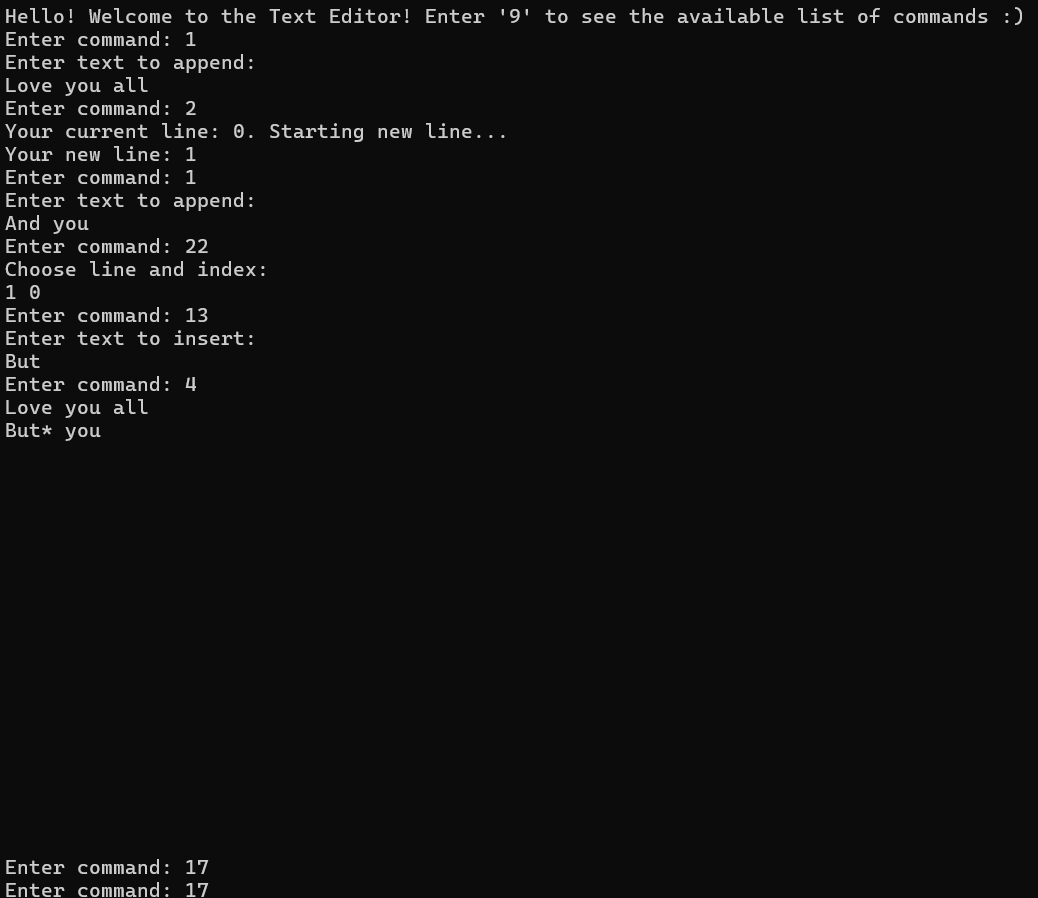 Hello! Welcome to the Text Editor! Enter '9' to see the available list of commands :)
Enter command: 1
Enter text to append:
Love you all
Enter command: 2
Your current line: 0. Starting new line...
Your new line: 1
Enter command: 1
Enter text to append:
And you
Enter command: 22
Choose line and index:
1 0
Enter command: 13
Enter text to insert:
But
Enter command: 4
Love you all
But* you
Enter command: 17
Enter command: 17